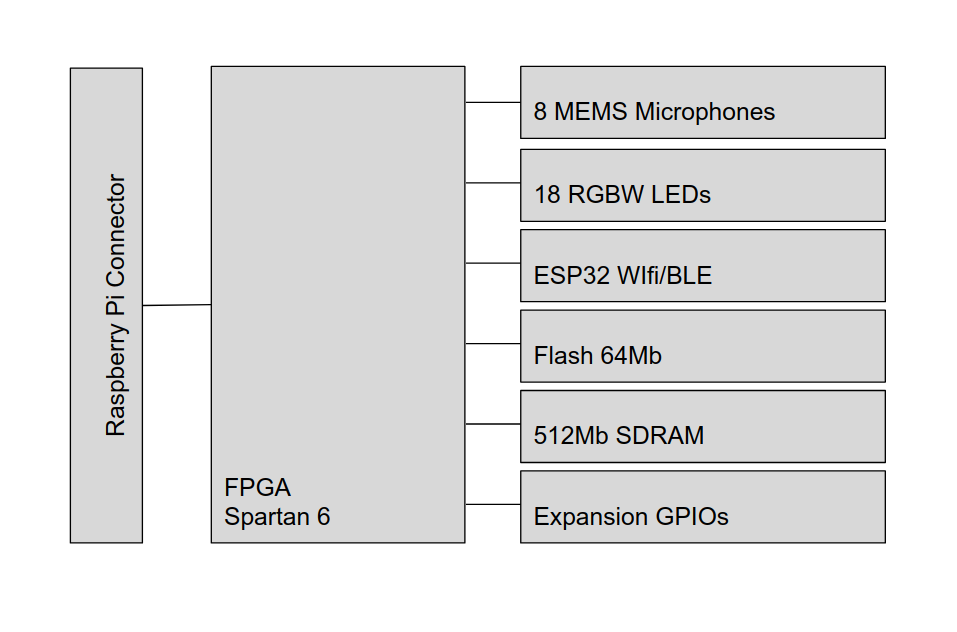 Raspberry Pi Connector
FPGA
Spartan 6
8 MEMS Microphones
18 RGBW LEDs
ESP32 WIfi/BLE
Flash 64Mb
512Mb SDRAM
Expansion GPIOs